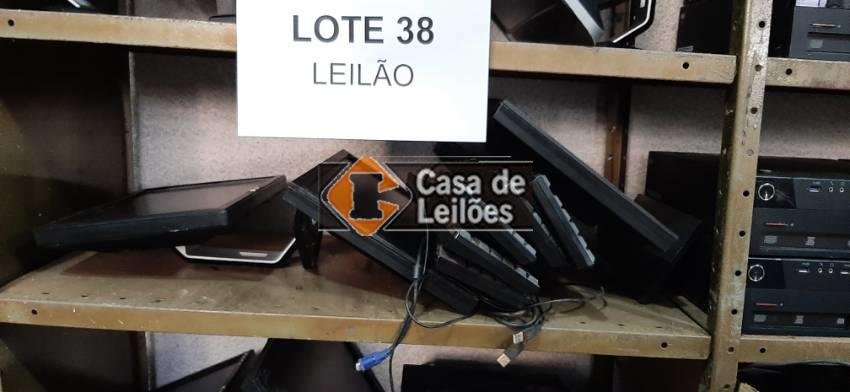 LOTE 38
LEILÃO
Casa de
Leilões